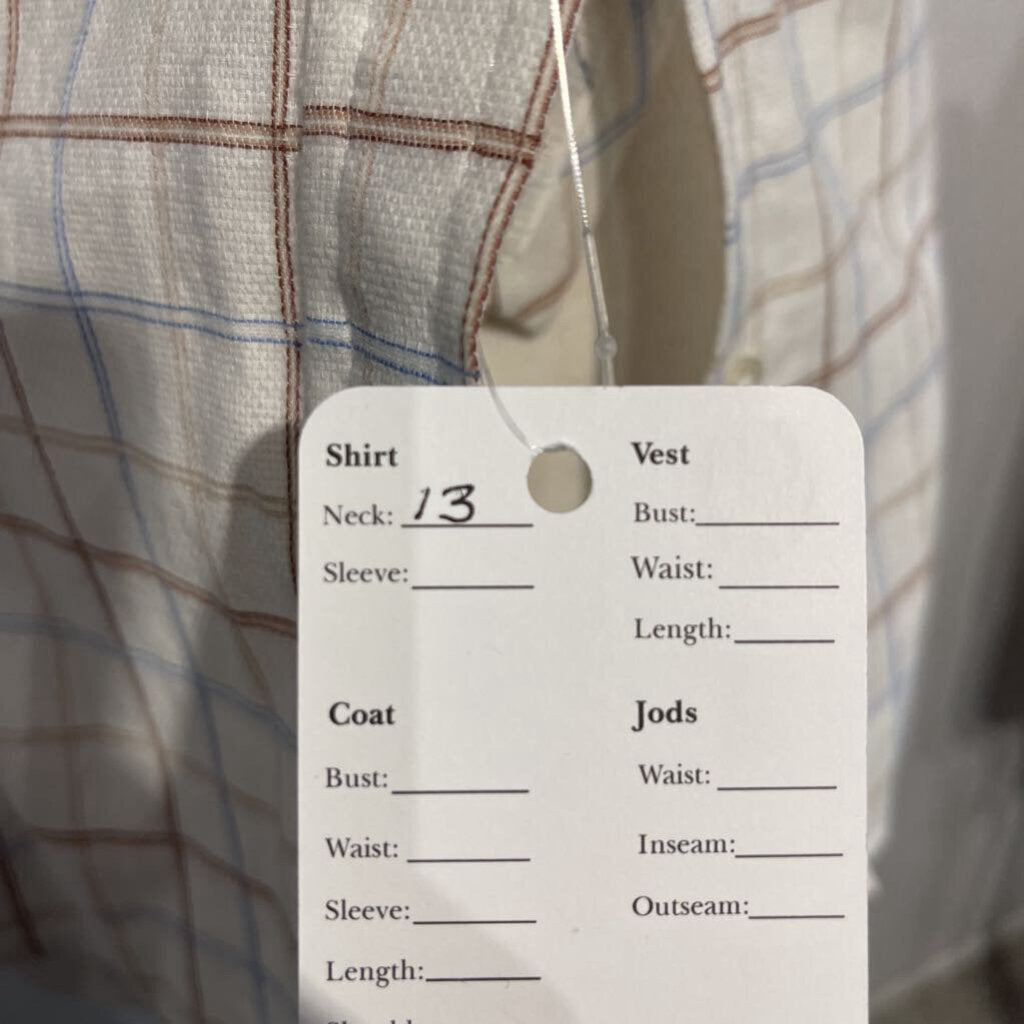 Shirt
Neck: 13
Sleeve:
Vest
Bust:
Waist:
Length:
Coat
Bust:
Waist:
Sleeve:
Length:
Jods
Waist:
Inseam:
Outseam: